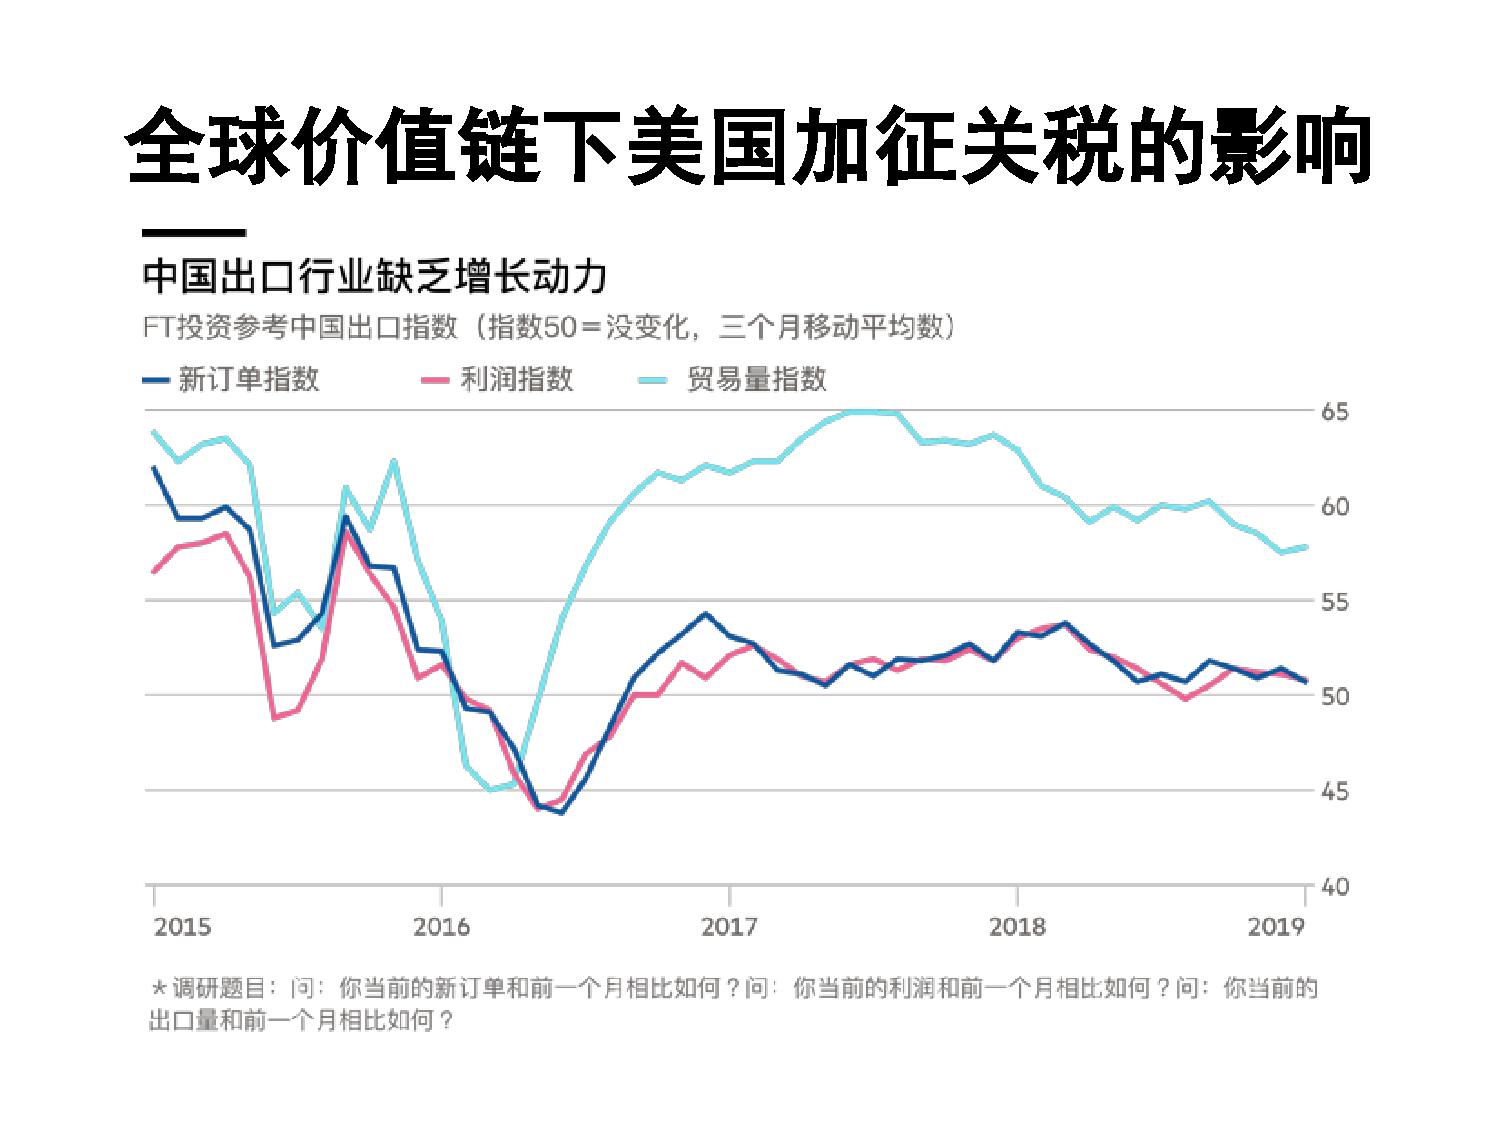 全球价值链下美国加征关税的影响
中国出口行业缺乏增长动力
FT投资参考中国出口指数（指数50=没变化，三个月移动平均数）
新订单指数 利润指数 贸易量指数
65
60
55
50
45
40
2015 2016 2017 2018 2019
*调研题目：问：你当前的新订单和前一个月相比如何？问：你当前的利润和前一个月相比如何？问：你当前的
出口量和前一个月相比如何？